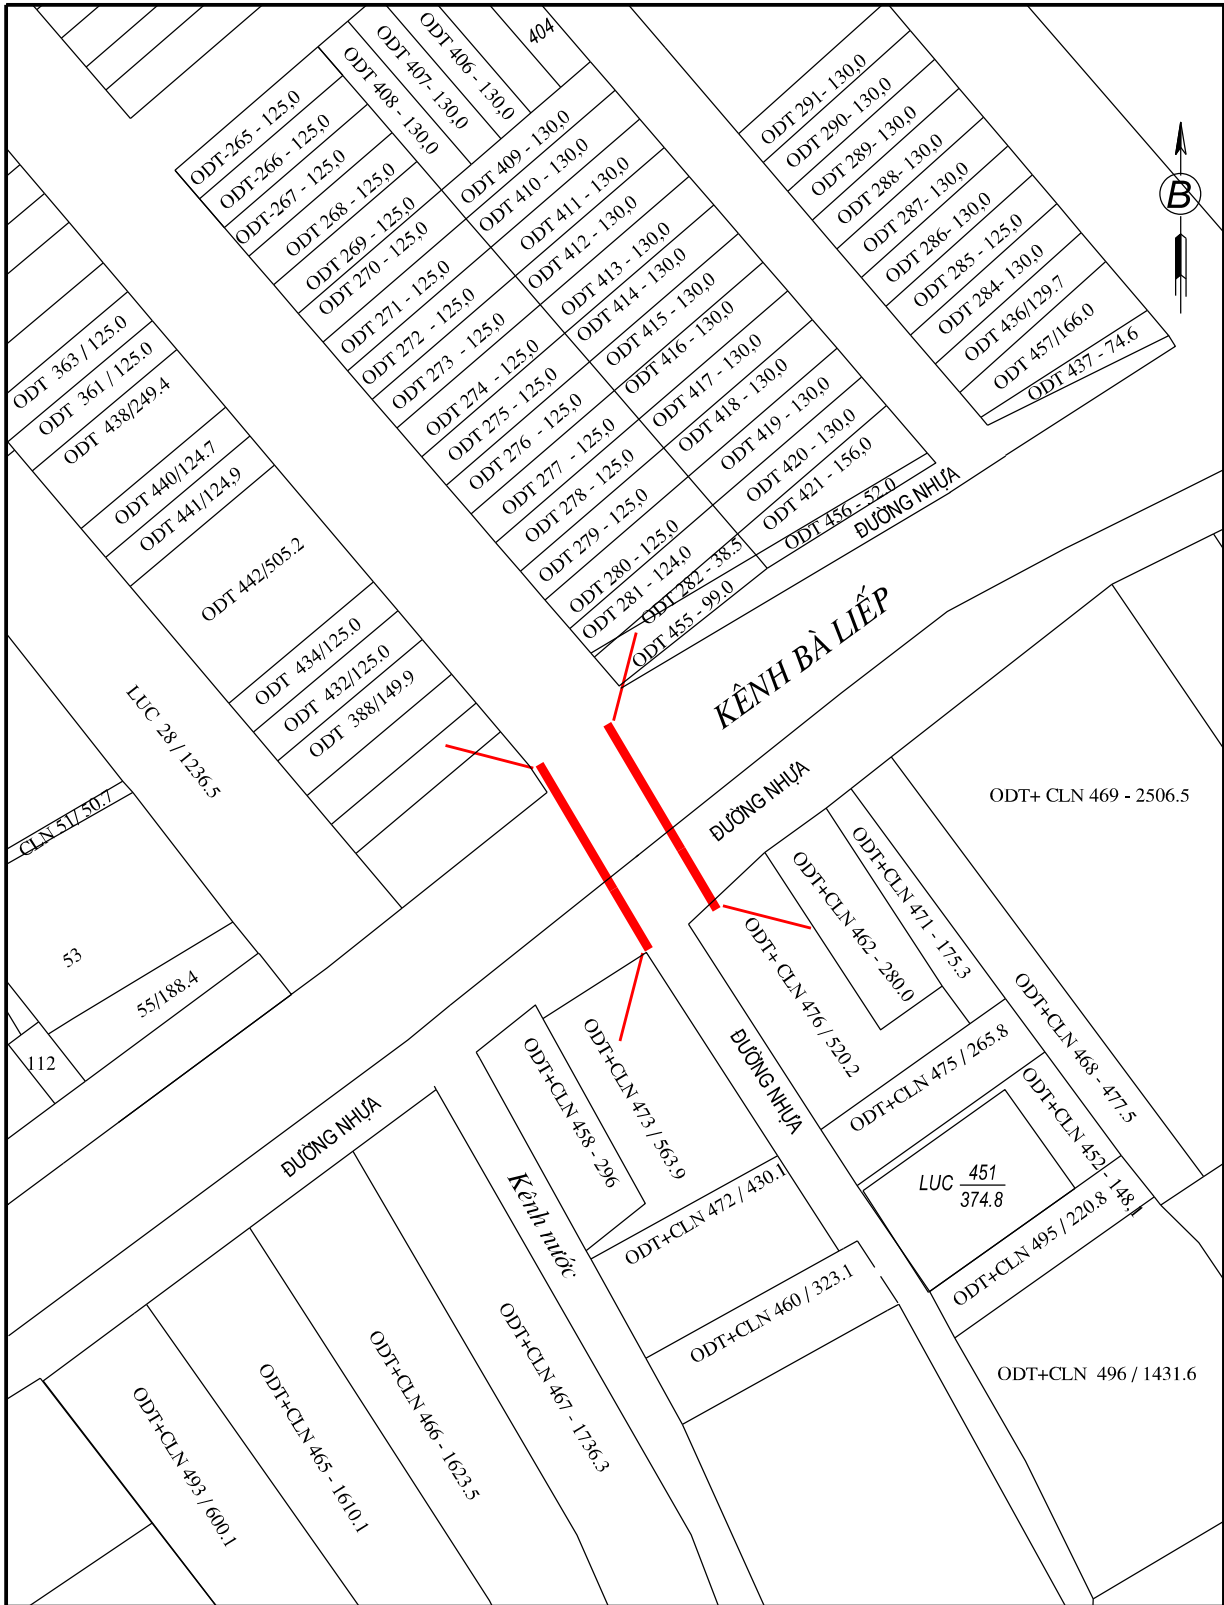 404
ODT 406 - 130,0
ODT 407- 130,0
ODT 408 - 130,0
ODT-265 - 125,0
ODT-266 - 125,0
ODT-267 - 125,0
ODT 268 - 125,0
ODT 269 - 125,0
ODT 270 - 125,0
ODT 271 - 125,0
ODT 272 - 125,0
ODT 273 - 125,0
ODT 274 - 125,0
ODT 275 - 125,0
ODT 276 - 125,0
ODT 277 - 125,0
ODT 278 - 125,0
ODT 279 - 125,0
ODT 280 - 125,0
ODT 281 - 124,0
ODT 282 - 38.5
ODT 455 - 99.0
ODT 409 - 130,0
ODT 410 - 130,0
ODT 411 - 130,0
ODT 412 - 130,0
ODT 413 - 130,0
ODT 414 - 130,0
ODT 415 - 130,0
ODT 416 - 130,0
ODT 417 - 130,0
ODT 418 - 130,0
ODT 419 - 130,0
ODT 420 - 130,0
ODT 421 - 156,0
ODT 456 - 52.0
ODT 291- 130,0
ODT 290- 130,0
ODT 289- 130,0
ODT 288- 130,0
ODT 287- 130,0
ODT 286- 130,0
ODT 285 - 125,0
ODT 284- 130,0
ODT 436/129.7
ODT 457/166.0
ODT 437 - 74.6
B
ODT 363 / 125.0
ODT 361 / 125.0
ODT 438/249.4
ODT 440/124.7
ODT 441/124,9
ODT 442/505.2
ODT 434/125.0
ODT 432/125.0
ODT 388/149.9
ĐƯỜNG NHỰA
KÊNH BÀ LIẾP
ĐƯỜNG NHỰA
LUC 28 / 1236.5
CLN 51/ 50.7
53
55/188.4
112
ODT+ CLN 469 - 2506.5
ODT+CLN 471 - 175.3
ODT+CLN 462 - 280.0
ODT+ CLN 476 / 520.2
ODT+CLN 468 - 477.5
ODT+CLN 475 / 265.8
ODT+CLN 452 - 148,
LUC 451
374.8
ODT+CLN 495 / 220.8
ODT+CLN 496 / 1431.6
ĐƯỜNG NHỰA
ODT+CLN 473 / 563.9
ODT+CLN 458 - 296
ODT+CLN 472 / 430.1
ODT+CLN 460 / 323.1
Kênh nước
ĐƯỜNG NHỰA
ODT+CLN 467 - 1736.3
ODT+CLN 466 - 1623.5
ODT+CLN 465 - 1610.1
ODT+CLN 493 / 600.1